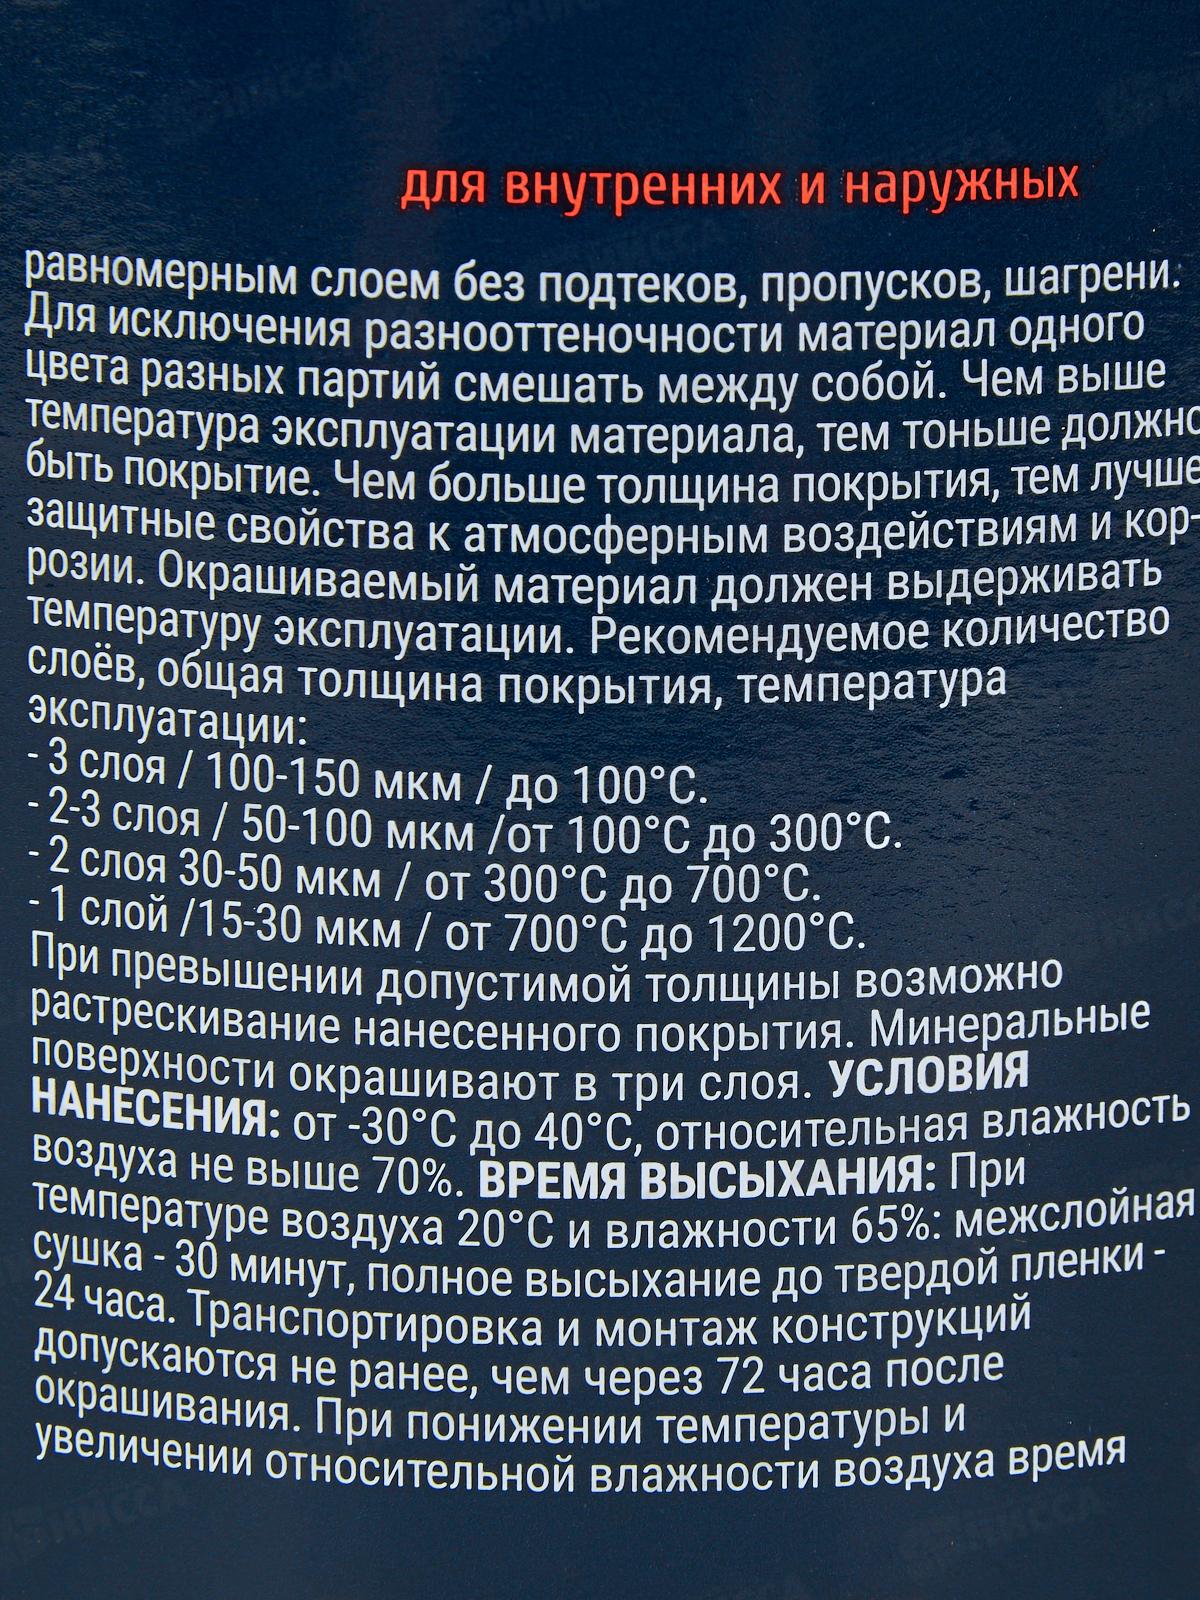 для внутренних и наружных
равномерным слоем без подтеков, пропусков, шагрени.
Для исключения разнооттеночности материал одного
цвета разных партий смешать между собой. Чем выше
температура эксплуатации материала, тем тоньше должно
быть покрытие. Чем больше толщина покрытия, тем лучше
защитные свойства к атмосферным воздействиям и кор-
розии. Окрашиваемый материал должен выдерживать
температуру эксплуатации. Рекомендуемое количество
слоёв, общая толщина покрытия, температура
эксплуатации:
- 3 слоя / 100-150 мкм / до 100°С.
- 2-3 слоя / 50-100 мкм /от 100°С до 300°С.
- 2 слоя 30-50 мкм / от 300°С до 700°С.
- 1 слой /15-30 мкм / от 700°С до 1200°С.
При превышении допустимой толщины возможно
растрескивание нанесенного покрытия. Минеральные
поверхности окрашивают в три слоя. УСЛОВИЯ
НАНЕСЕНИЯ: от -30°С до 40°С, относительная влажность
воздуха не выше 70%. ВРЕМЯ ВЫСЫХАНИЯ: При
температуре воздуха 20°С и влажности 65%: межслойная
сушка - 30 минут, полное высыхание до твердой пленки -
24 часа. Транспортировка и монтаж конструкций
допускаются не ранее, чем через 72 часа после
окрашивания. При понижении температуры и
увеличении относительной влажности воздуха время